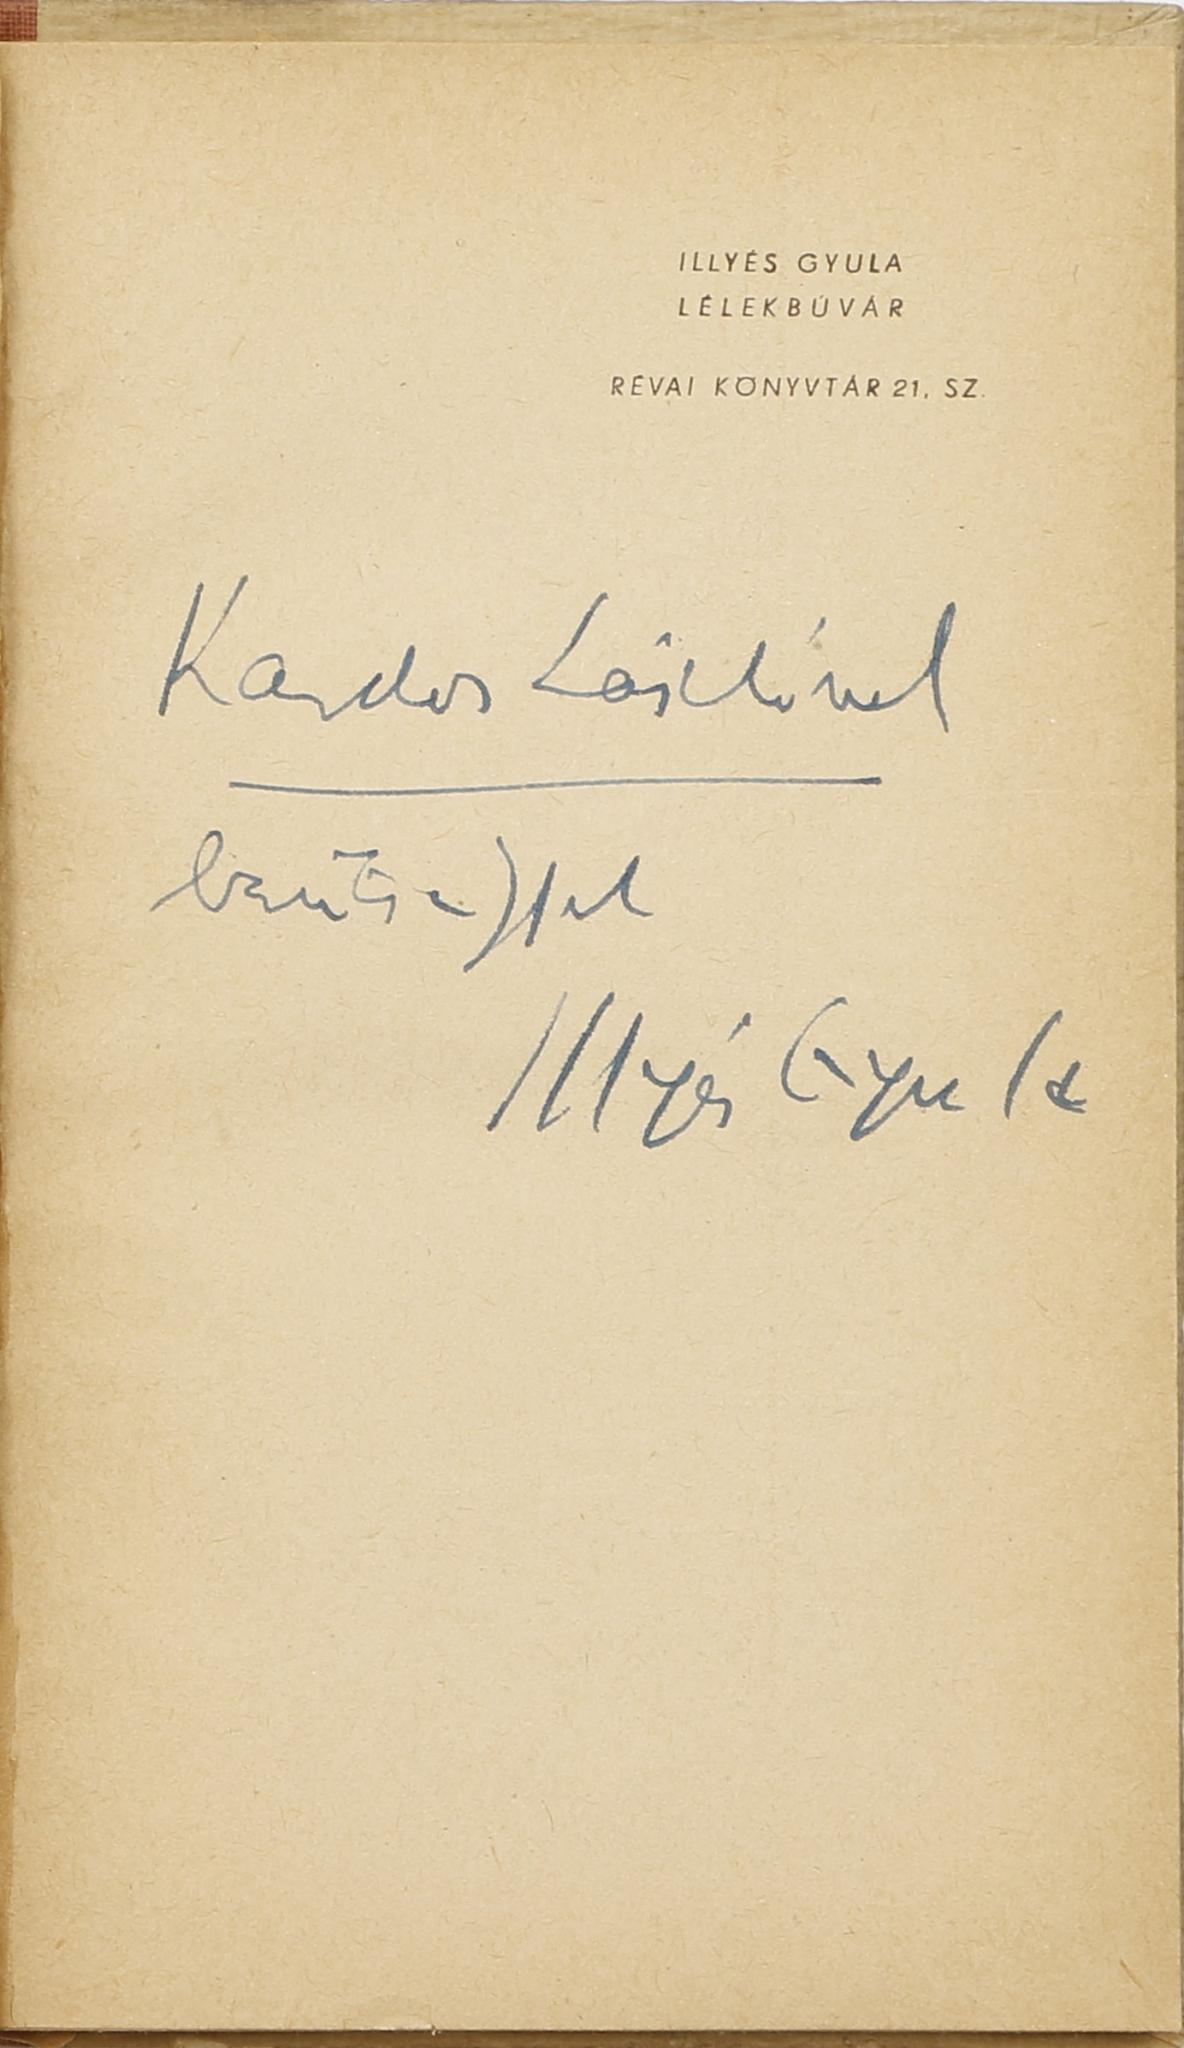 ILLYÉS GYULA
LÉLEKBÚVÁR
RÉVAI KÖNYVTÁR 21. SZ.
Kardos Lászlónak
barátsággal
Illyés Gyula